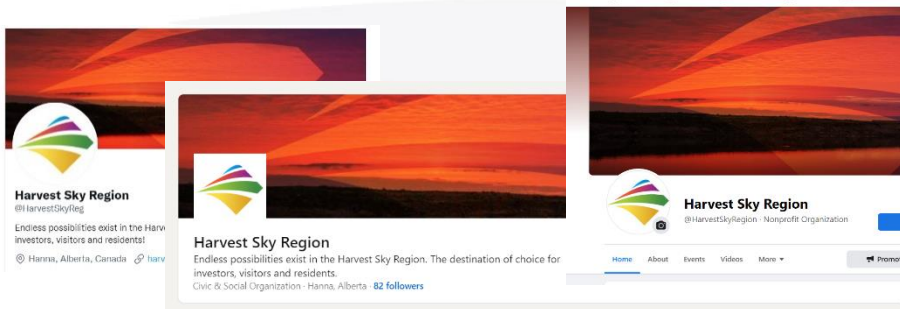 Harvest Sky Region
@HarvestSkyReg
Endless possibilities exist in the Harv
investors, visitors and residents!
Hanna, Alberta, Canada harv
Harvest Sky Region
Endless possibilities exist in the Harvest Sky Region. The destination of choice for
investors, visitors and residents.
Civic & Social Organization · Hanna, Alberta · 82 followers
Harvest Sky Region
@HarvestSkyRegion · Nonprofit Organization
Home About Events Videos More
Promo